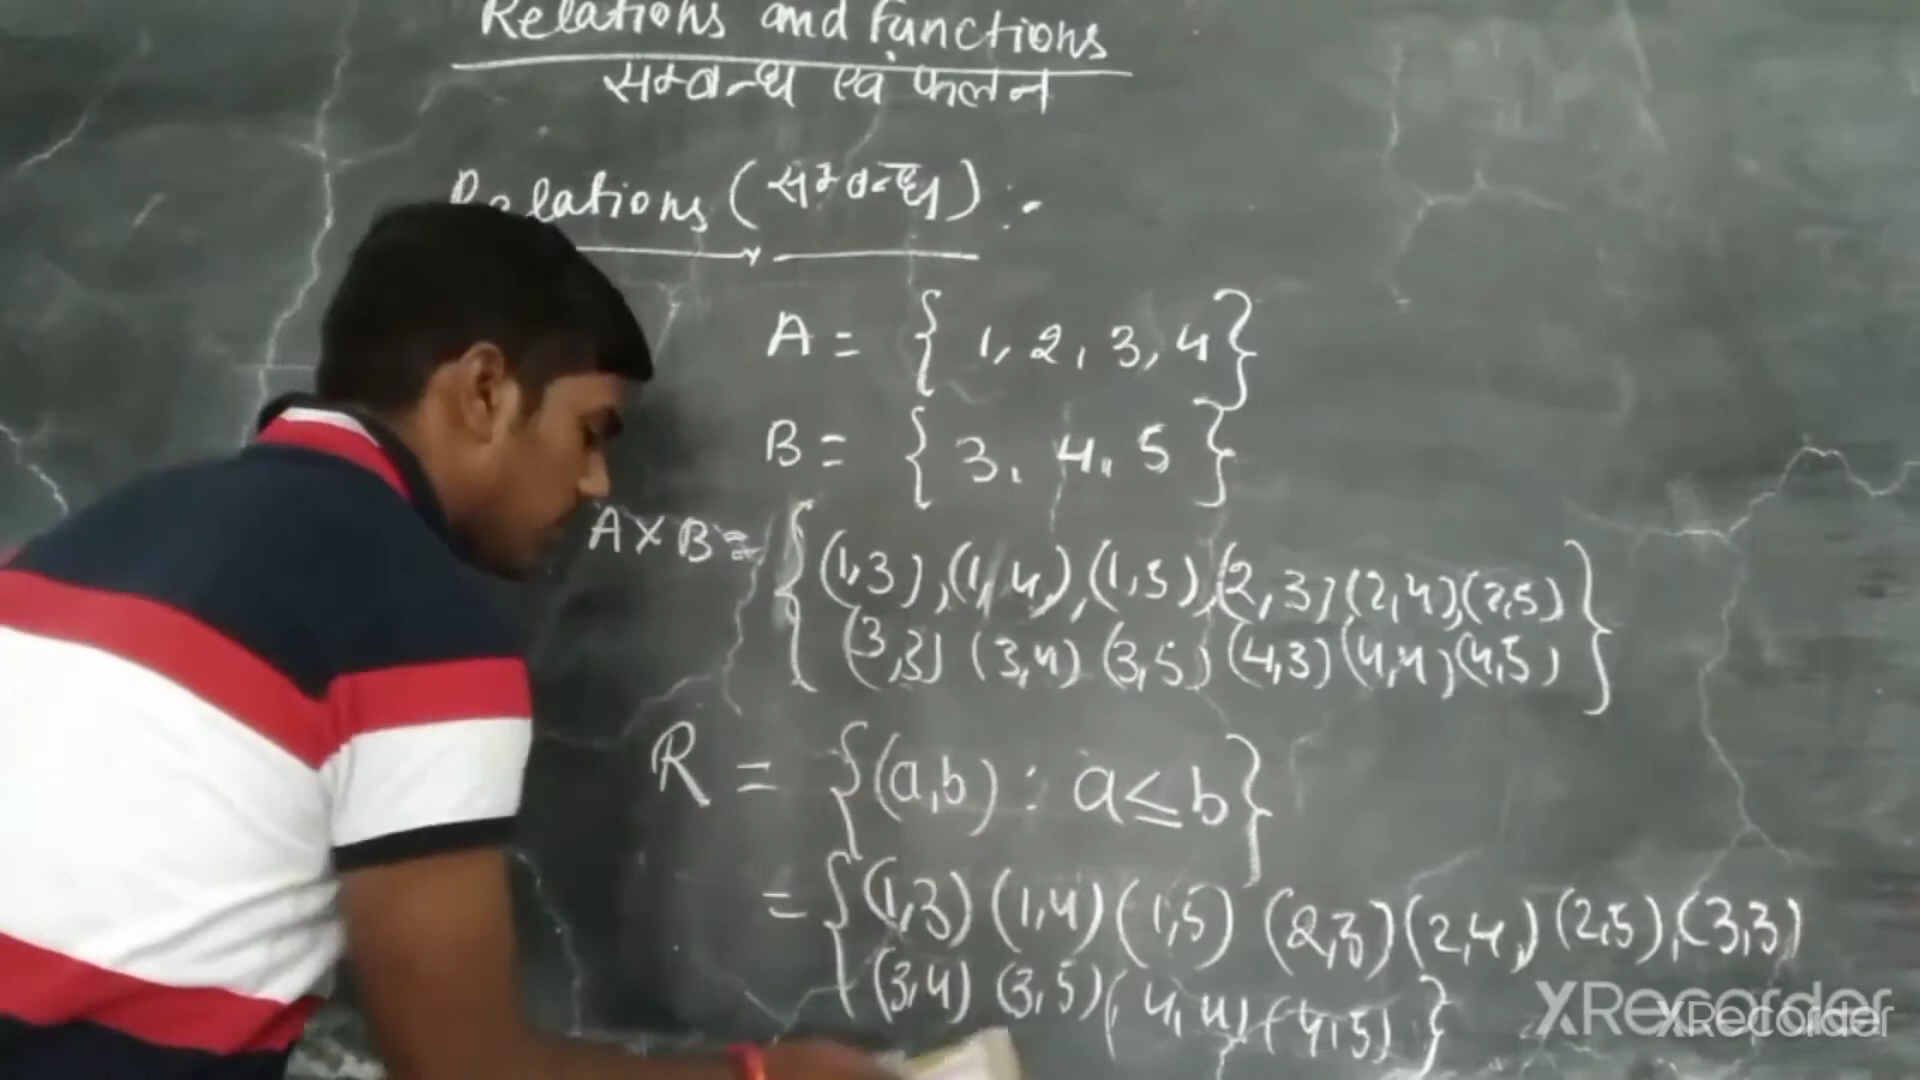 Relations and Functions
सम्बन्ध एवं फलन
Relations (सम्बन्ध) :
A = { 1, 2, 3, 4 }
B = { 3, 4, 5 }
A X B = { (1,3), (1,4), (1,5), (2,3) (2,4), (2,5)
(3,3) (3,4) (3,5) (4,3) (4,4) (4,5) }
R = { (a,b) : a ≤ b }
= { (1,3) (1,4) (1,5) (2,3) (2,4) (2,5), (3,3)
(3,4) (3,5) (4,4) (4,5) }
XRecorder
XRecorder